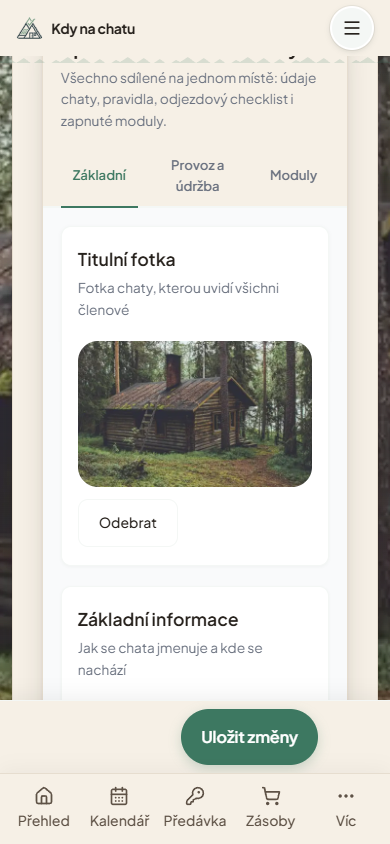 Kdy na chatu
Všechno sdílené na jednom místě: údaje
chaty, pravidla, odjezdový checklist i
zapnuté moduly.
Základní
Provoz a
údržba
Moduly
Titulní fotka
Fotka chaty, kterou uvidí všichni
členové
Odebrat
Základní informace
Jak se chata jmenuje a kde se
nachází
Uložit změny
Přehled
Kalendář
Předávka
Zásoby
Víc